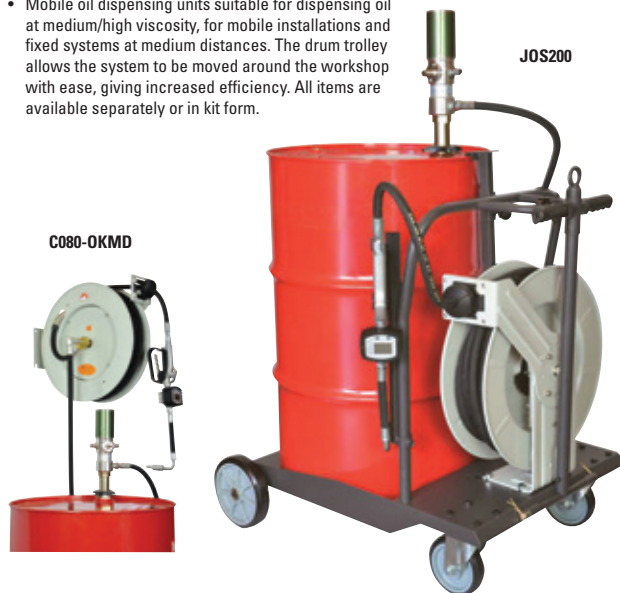 • Mobile oil dispensing units suitable for dispensing oil
at medium/high viscosity, for mobile installations and
fixed systems at medium distances. The drum trolley
allows the system to be moved around the workshop
with ease, giving increased efficiency. All items are
available separately or in kit form.
JOS200
C080-OKMD